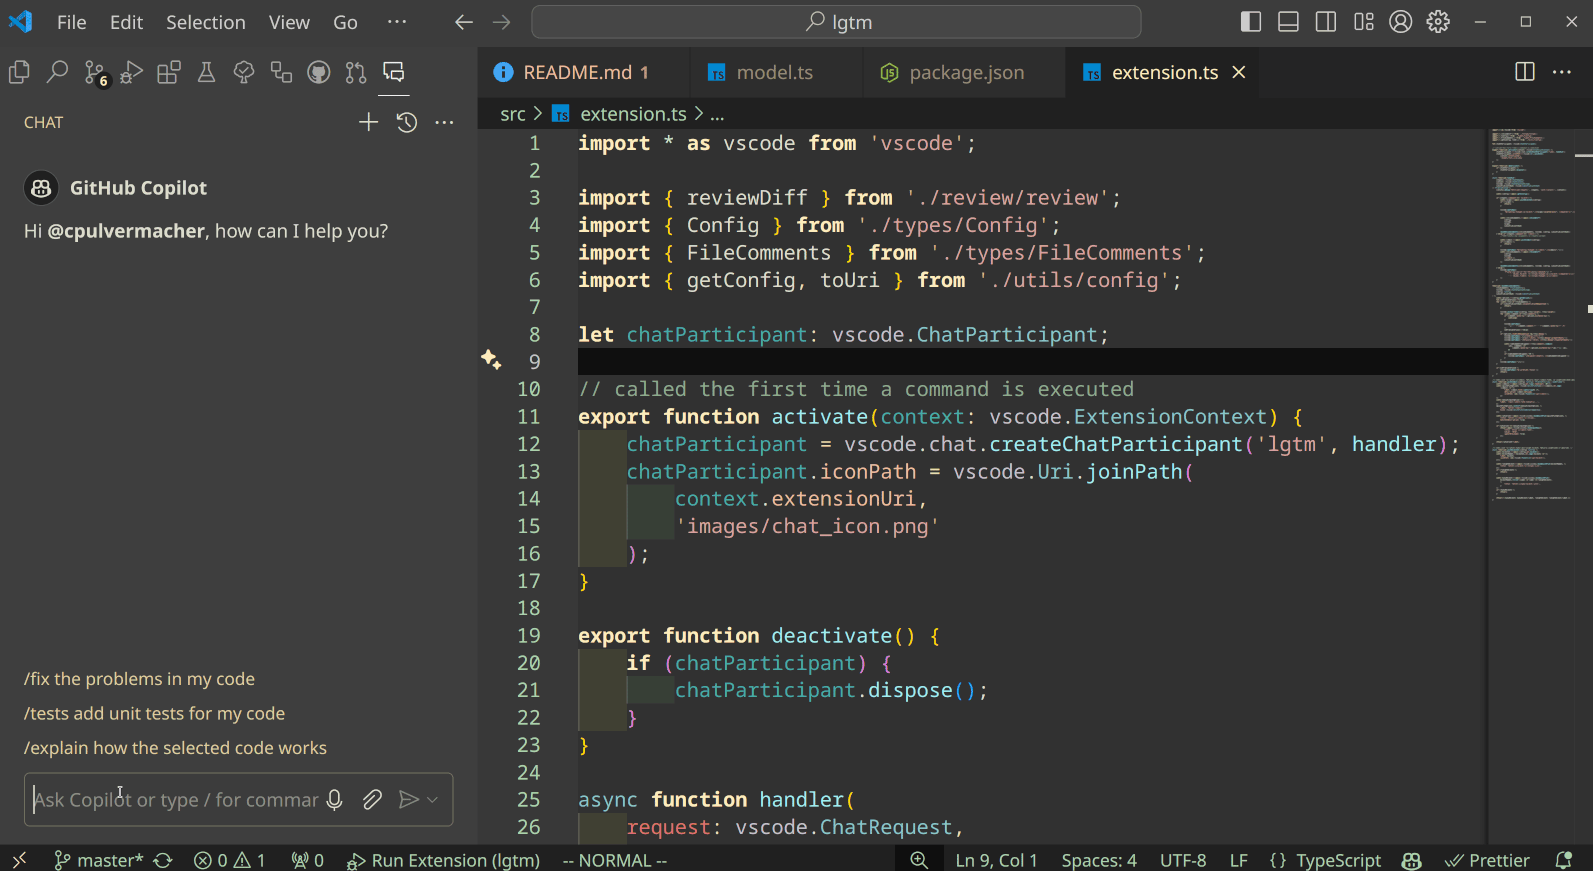 File Edit Selection View Go ··· lgtm
6
CHAT
GitHub Copilot
Hi @cpulvermacher, how can I help you?
/fix the problems in my code
/tests add unit tests for my code
/explain how the selected code works
Ask Copilot or type / for commar
README.md 1 model.ts package.json extension.ts
src > extension.ts > ...
1 import * as vscode from 'vscode';
2
3 import { reviewDiff } from './review/review';
4 import { Config } from './types/Config';
5 import { FileComments } from './types/FileComments';
6 import { getConfig, toUri } from './utils/config';
7
8 let chatParticipant: vscode.ChatParticipant;
9
10 // called the first time a command is executed
11 export function activate(context: vscode.ExtensionContext) {
12 chatParticipant = vscode.chat.createChatParticipant('lgtm', handler);
13 chatParticipant.iconPath = vscode.Uri.joinPath(
14 context.extensionUri,
15 'images/chat_icon.png'
16 );
17 }
18
19 export function deactivate() {
20 if (chatParticipant) {
21 chatParticipant.dispose();
22 }
23 }
24
25 async function handler(
26 request: vscode.ChatRequest,
master* 0 1 0 Run Extension (lgtm) -- NORMAL -- Ln 9, Col 1 Spaces: 4 UTF-8 LF {} TypeScript Prettier